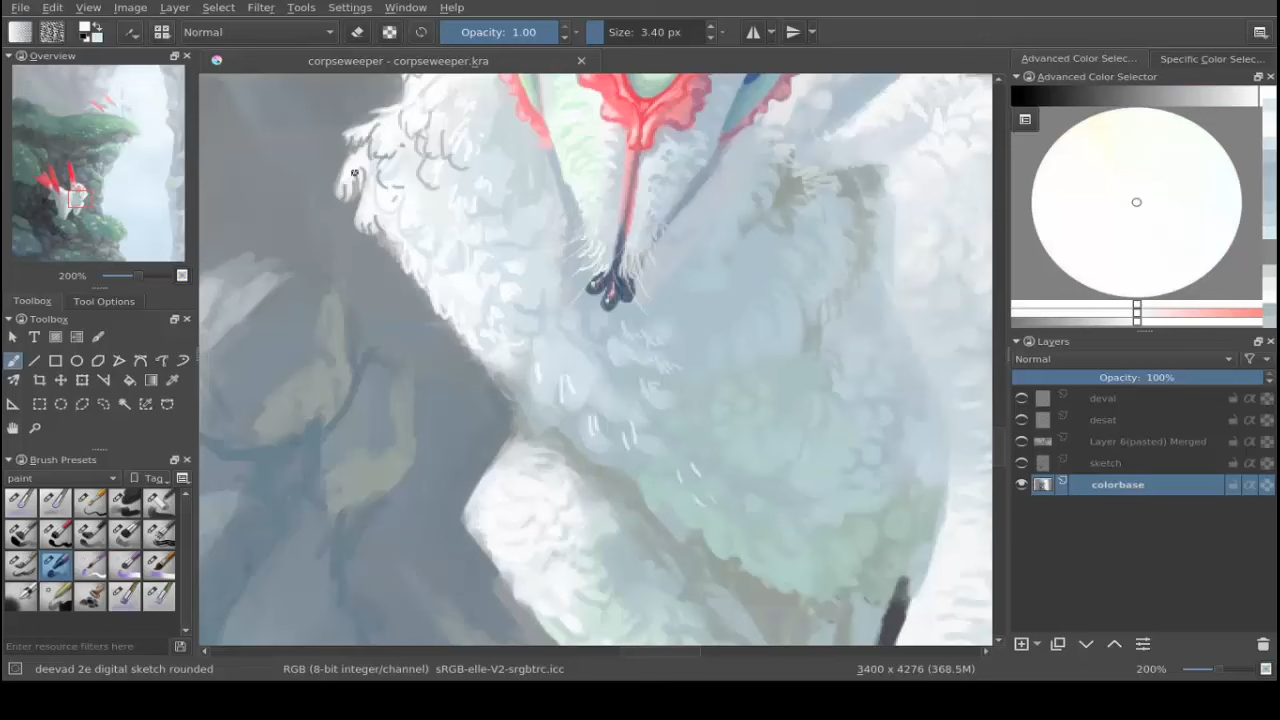 File Edit View Image Layer Select Filter Tools Settings Window Help
Normal Opacity: 1.00 Size: 3.40 px
Overview
corpseweeper - corpseweeper.kra
Advanced Color Selec... Specific Color Selec...
Advanced Color Selector
200%
Toolbox Tool Options
Toolbox
Layers
Normal
Opacity: 100%
deval
desat
Layer 6(pasted) Merged
sketch
colorbase
Brush Presets
paint Tag
Enter resource filters here
deevad 2e digital sketch rounded RGB (8-bit integer/channel) sRGB-elle-V2-srgbtrc.icc 3400 x 4276 (368.5M) 200%